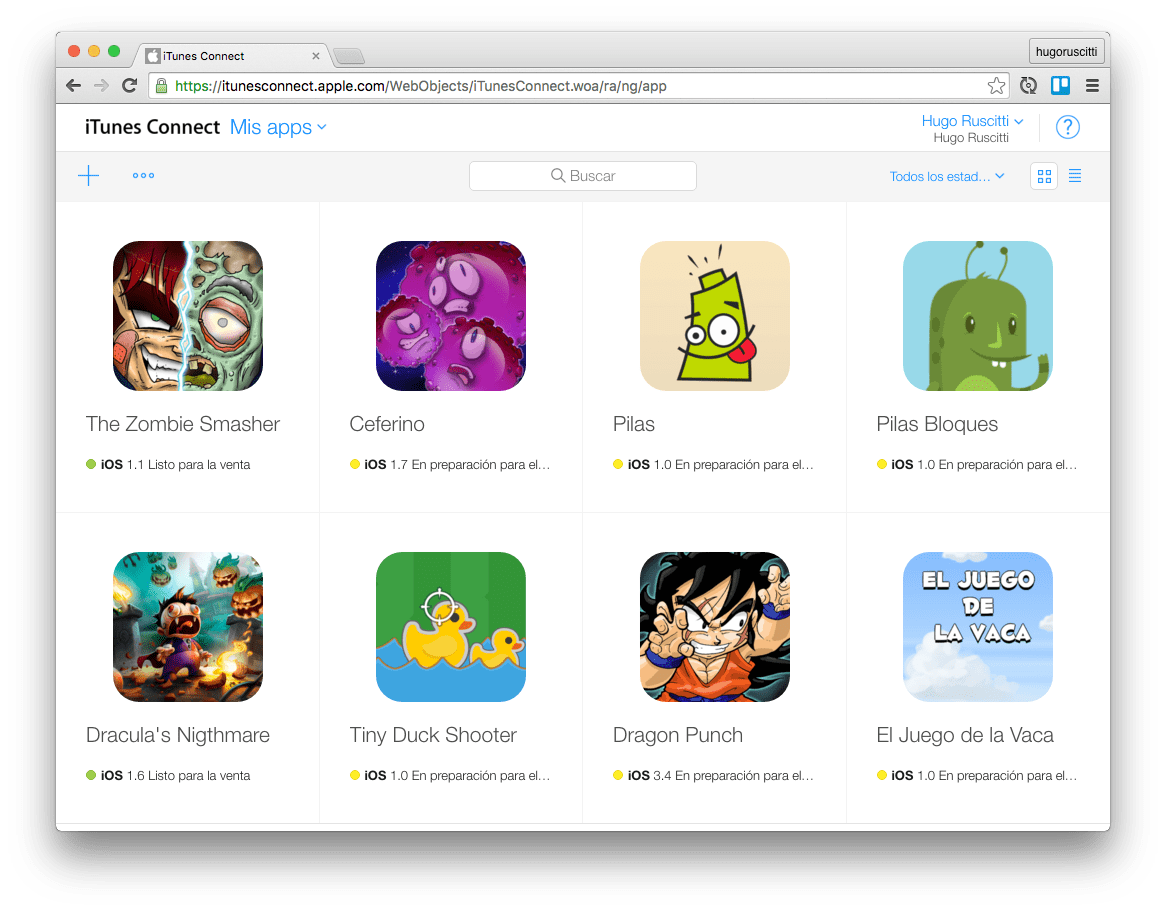 iTunes Connect
hugoruscitti
https://itunesconnect.apple.com/WebObjects/iTunesConnect.woa/ra/ng/app
iTunes Connect Mis apps
Hugo Ruscitti
Hugo Ruscitti
?
Buscar
Todos los estad...
The Zombie Smasher
iOS 1.1 Listo para la venta
Ceferino
iOS 1.7 En preparación para el...
Pilas
iOS 1.0 En preparación para el...
Pilas Bloques
iOS 1.0 En preparación para el...
EL JUEGO
DE
LA VACA
Dracula's Nigthmare
iOS 1.6 Listo para la venta
Tiny Duck Shooter
iOS 1.0 En preparación para el...
Dragon Punch
iOS 3.4 En preparación para el...
El Juego de la Vaca
iOS 1.0 En preparación para el...